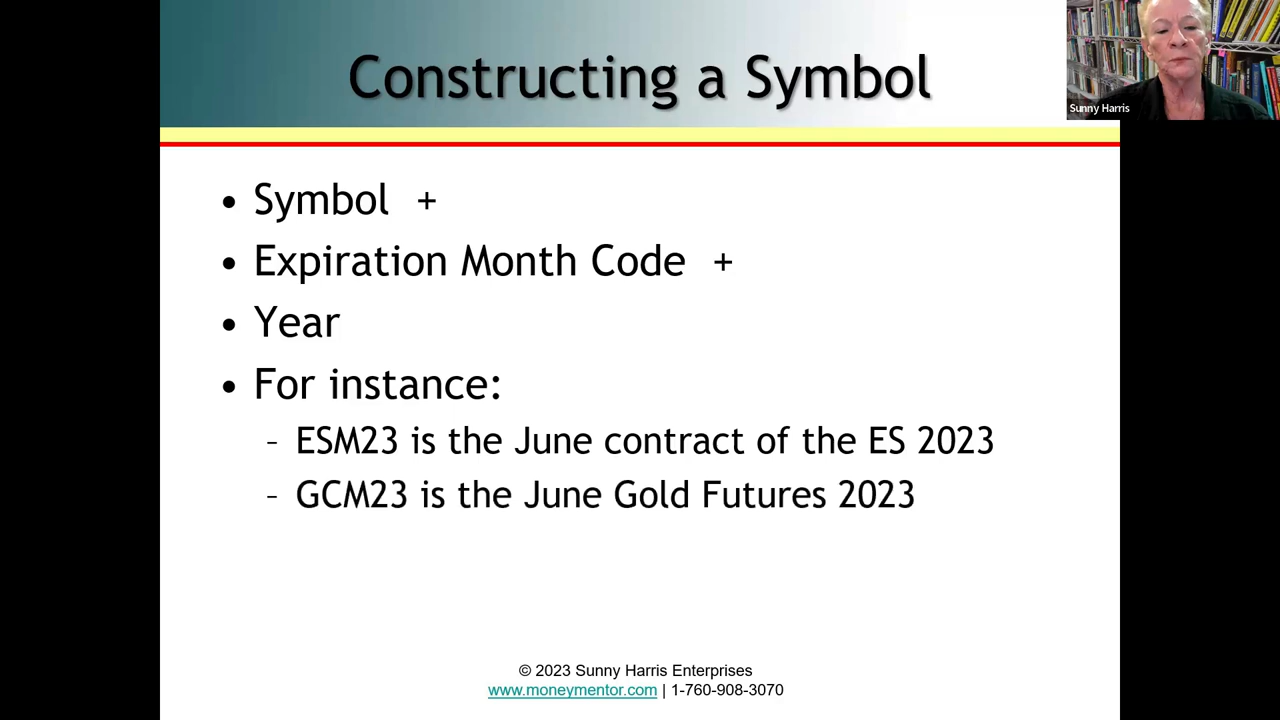 Constructing a Symbol
Sunny Harris
• Symbol +
• Expiration Month Code +
• Year
• For instance:
– ESM23 is the June contract of the ES 2023
– GCM23 is the June Gold Futures 2023
© 2023 Sunny Harris Enterprises
www.moneymentor.com | 1-760-908-3070